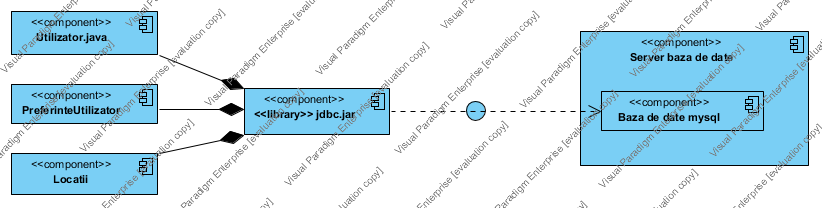 <<component>>
Utilizator.java
<<component>>
PreferinteUtilizator
<<component>>
Locatii
<<component>>
<<library>> jdbc.jar
<<component>>
Server baza de date
<<component>>
Baza de date mysql
Visual Paradigm Enterprise [evaluation copy]